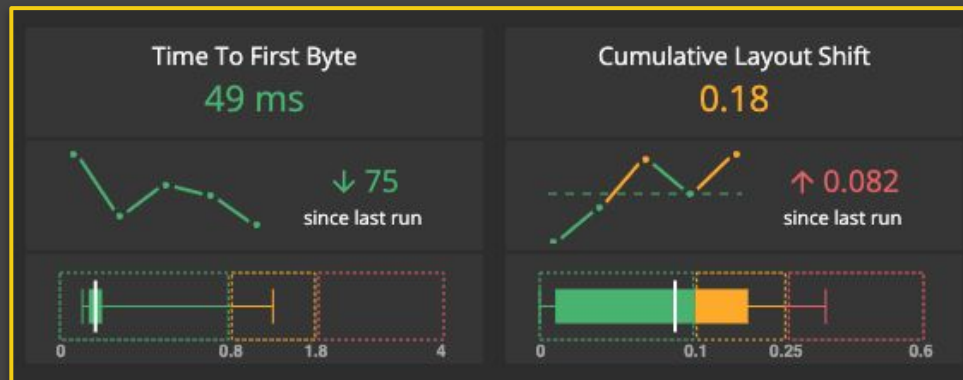 Time To First Byte
49 ms
↓ 75
since last run
0 0.8 1.8 4
Cumulative Layout Shift
0.18
↑ 0.082
since last run
0 0.1 0.25 0.6